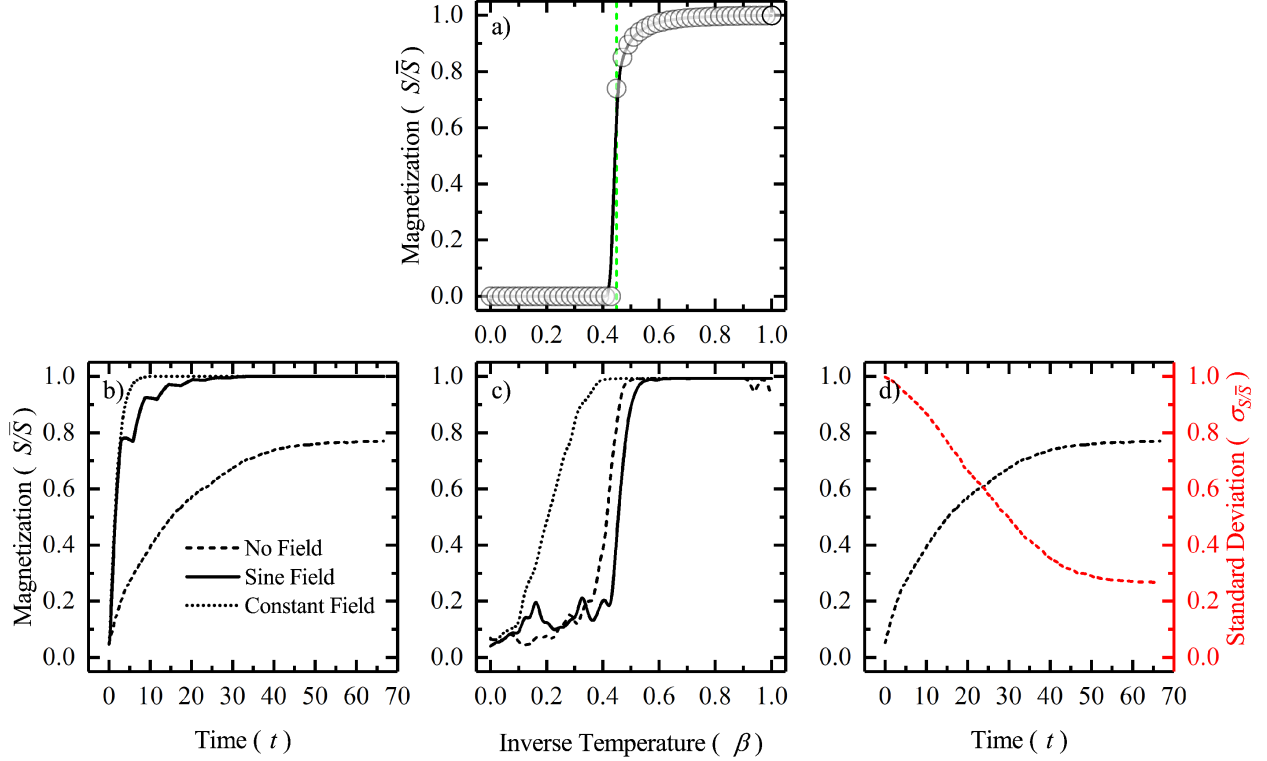 a)
Magnetization ( S/S̅ )
1.0
0.8
0.6
0.4
0.2
0.0
0.0 0.2 0.4 0.6 0.8 1.0
b)
Magnetization ( S/S̅ )
1.0
0.8
0.6
0.4
0.2
0.0
No Field
Sine Field
Constant Field
0 10 20 30 40 50 60 70
Time ( t )
c)
1.0
0.8
0.6
0.4
0.2
0.0
0.0 0.2 0.4 0.6 0.8 1.0
Inverse Temperature ( β )
d)
1.0
0.8
0.6
0.4
0.2
0.0
1.0
0.8
0.6
0.4
0.2
0.0
Standard Deviation ( σS/S̅ )
0 10 20 30 40 50 60 70
Time ( t )